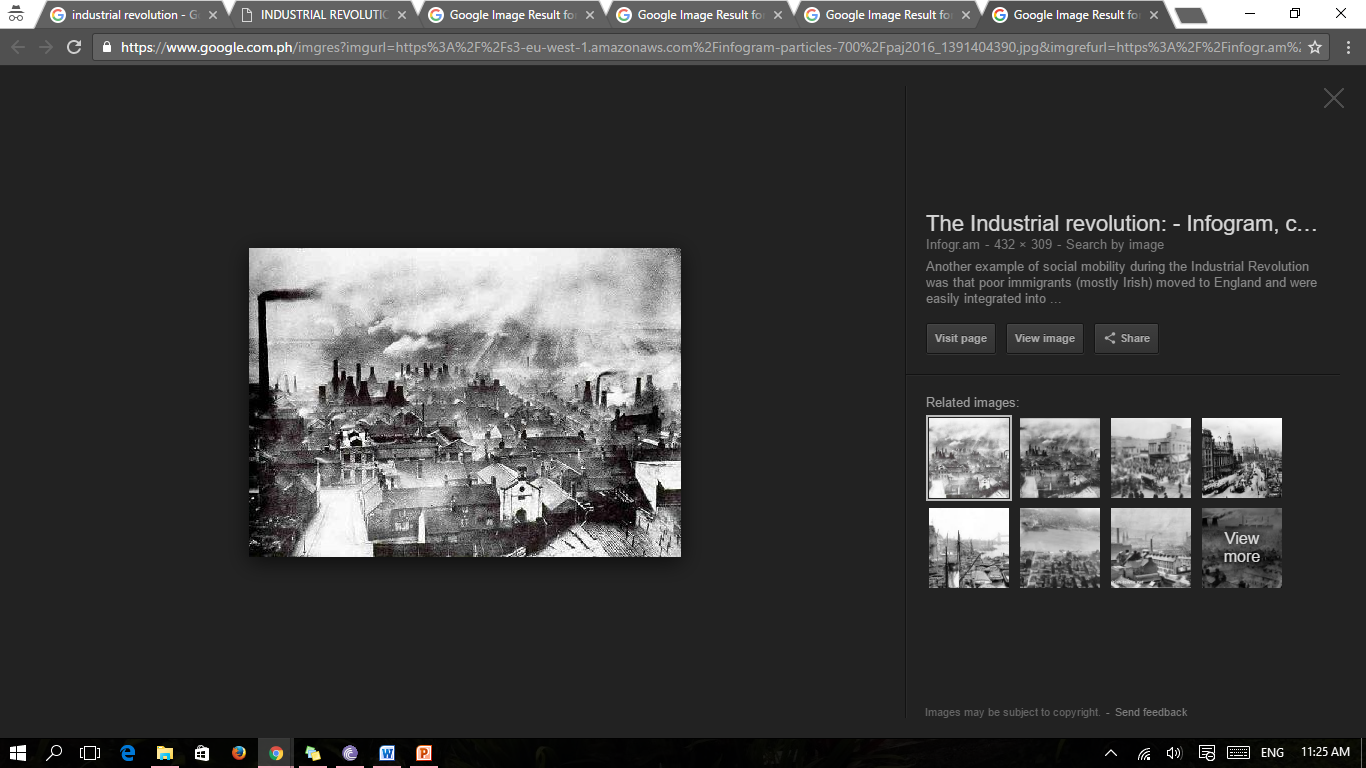 industrial revolution - G
INDUSTRIAL REVOLUTIO
Google Image Result fo
Google Image Result fo
Google Image Result fo
Google Image Result fo
https://www.google.com.ph/imgres?imgurl=https%3A%2F%2Fs3-eu-west-1.amazonaws.com%2Finfogram-particles-700%2Fpaj2016_1391404390.jpg&imgrefurl=https%3A%2F%2Finfogr.am%2
The Industrial revolution: - Infogram, c...
Infogr.am - 432 × 309 - Search by image
Another example of social mobility during the Industrial Revolution
was that poor immigrants (mostly Irish) moved to England and were
easily integrated into ...
Visit page
View image
Share
Related images:
View
more
Images may be subject to copyright. - Send feedback
ENG
11:25 AM